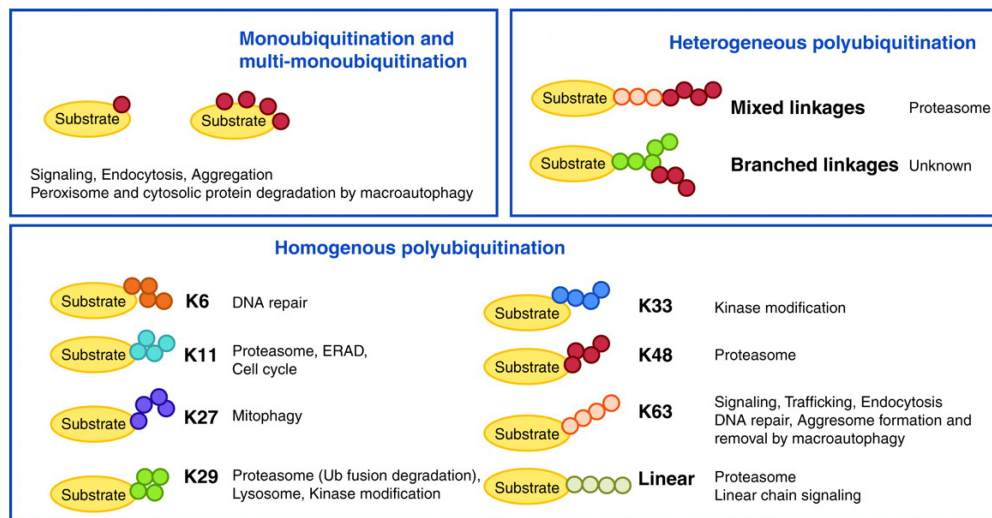 Monoubiquitination and
multi-monoubiquitination
Substrate
Substrate
Signaling, Endocytosis, Aggregation
Peroxisome and cytosolic protein degradation by macroautophagy
Heterogeneous polyubiquitination
Substrate
Mixed linkages
Proteasome
Substrate
Branched linkages
Unknown
Homogenous polyubiquitination
Substrate
K6
DNA repair
Substrate
K11
Proteasome, ERAD,
Cell cycle
Substrate
K27
Mitophagy
Substrate
K29
Proteasome (Ub fusion degradation),
Lysosome, Kinase modification
Substrate
K33
Kinase modification
Substrate
K48
Proteasome
Substrate
K63
Signaling, Trafficking, Endocytosis
DNA repair, Aggresome formation and
removal by macroautophagy
Substrate
Linear
Proteasome
Linear chain signaling